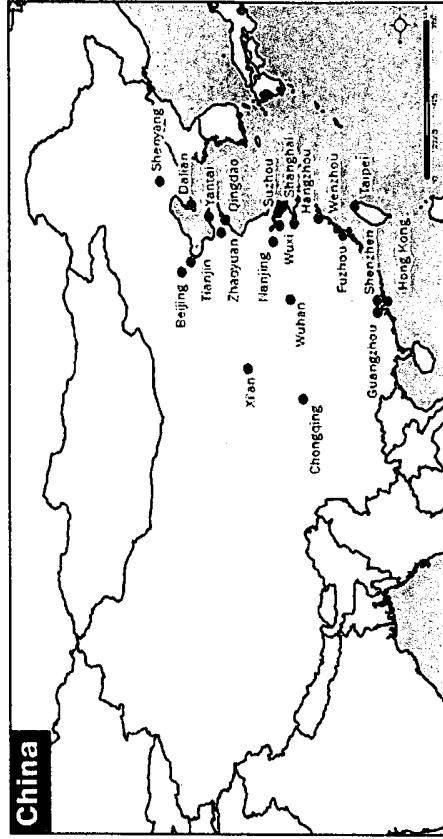 China
Shenyang
Beijing
Dalian
Tianjin
Yantai
Zhaoyuan
Qingdao
Xi'an
Nanjing
Suzhou
Shanghai
Wuxi
Hangzhou
Wuhan
Chongqing
Wenzhou
Fuzhou
Taipei
Shenzhen
Guangzhou
Hong Kong